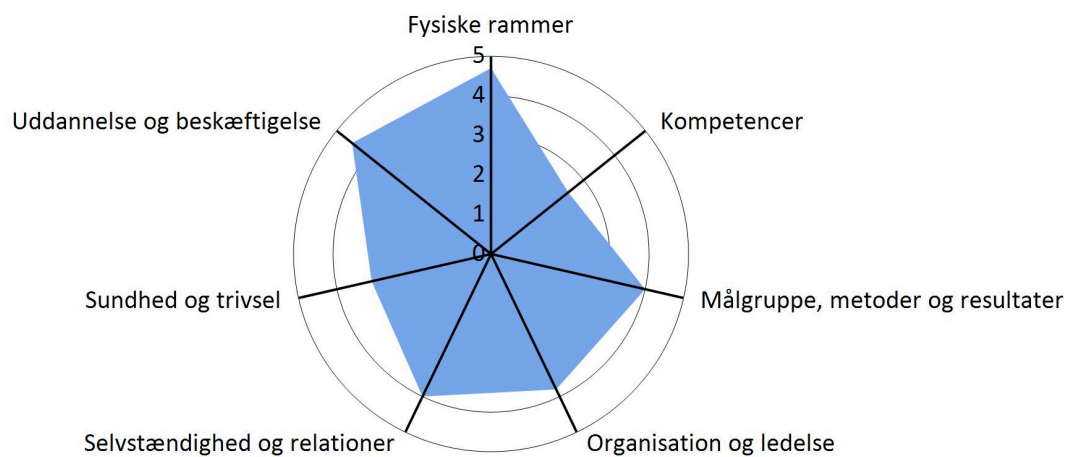 Fysiske rammer
5
4
3
2
1
0
Kompetencer
Målgruppe, metoder og resultater
Organisation og ledelse
Selvstændighed og relationer
Sundhed og trivsel
Uddannelse og beskæftigelse